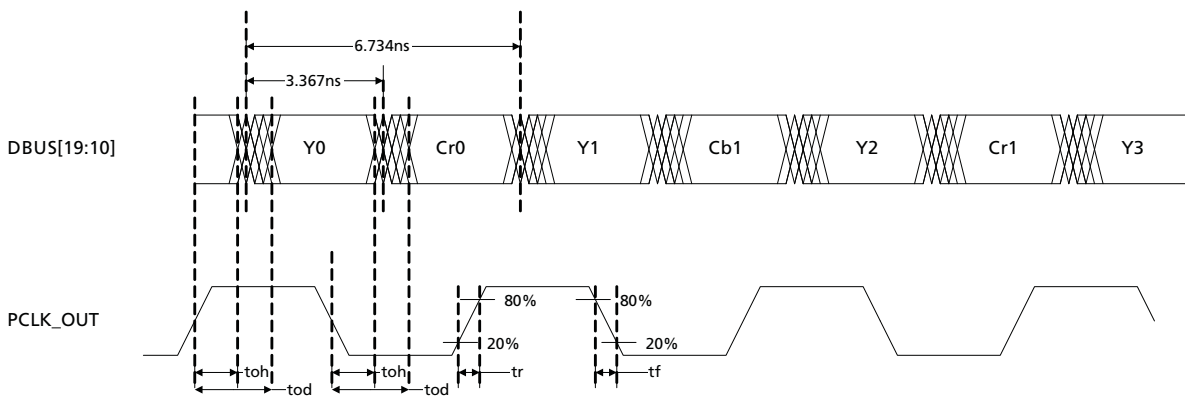 6.734ns
3.367ns
DBUS[19:10] Y0 Cr0 Y1 Cb1 Y2 Cr1 Y3
80% 80%
PCLK_OUT
20% 20%
toh toh tr tf
tod tod